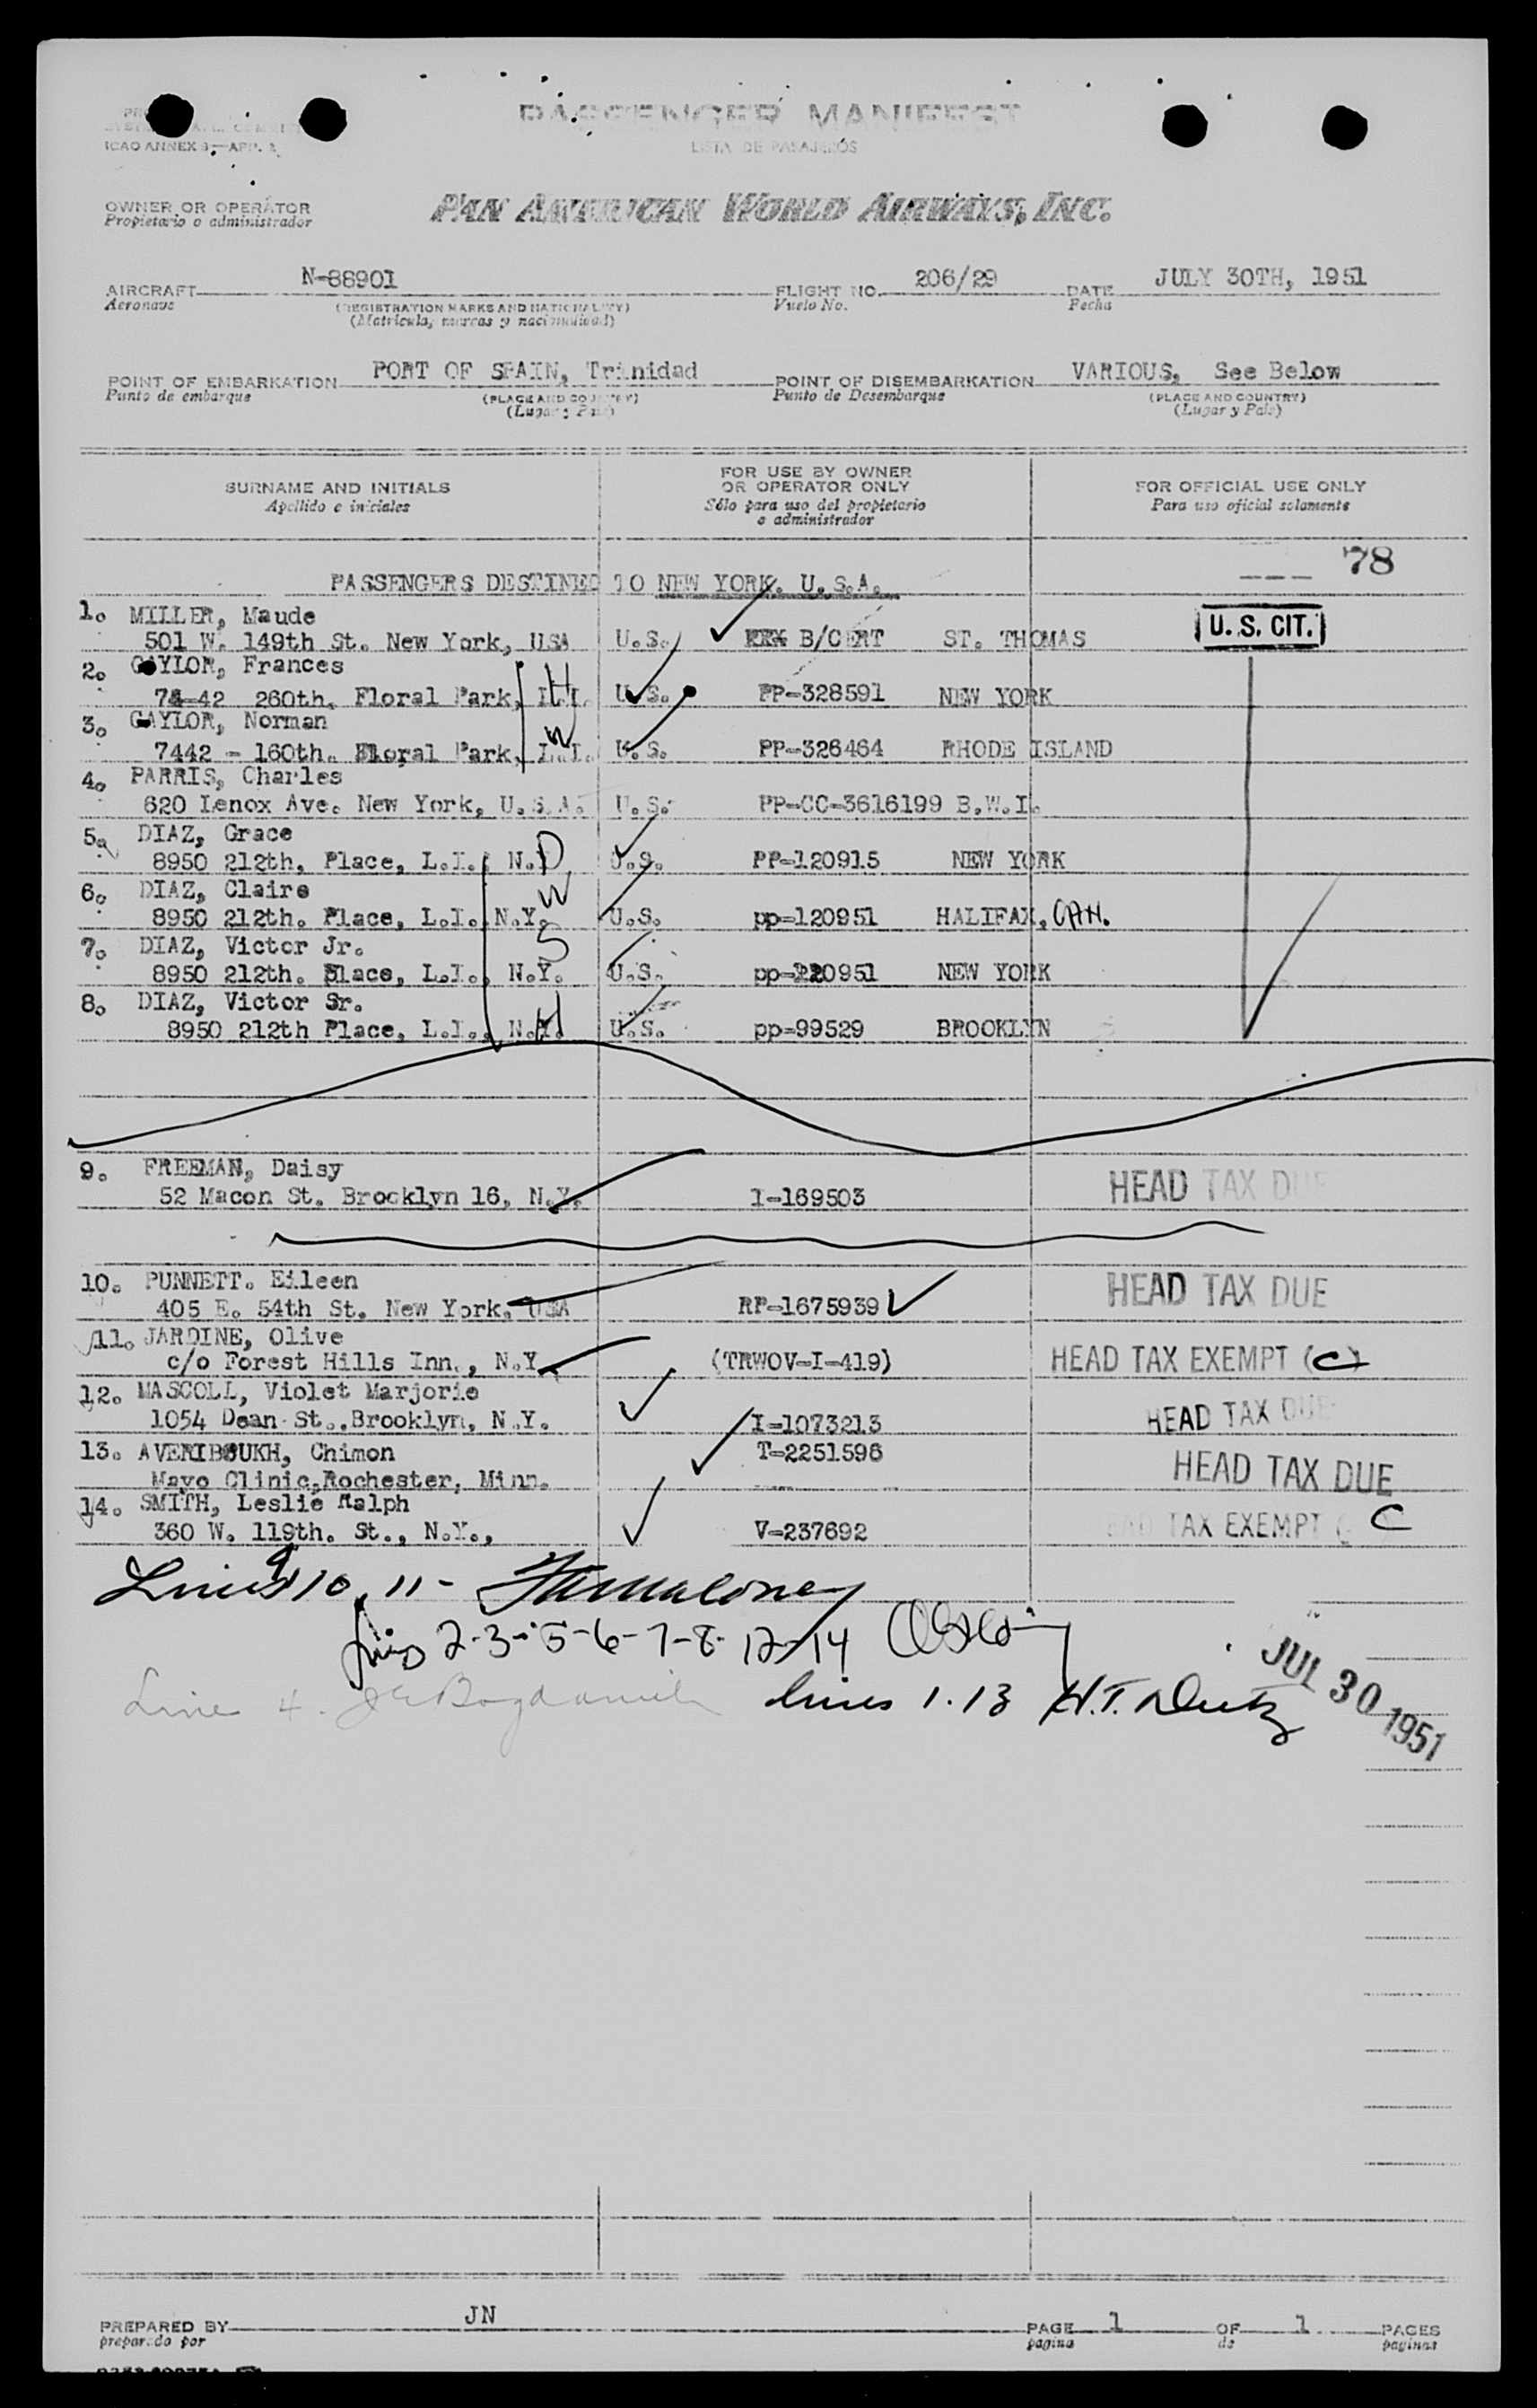 PASSENGER MANIFEST
LISTA DE PASAJEROS
ICAO ANNEX 9—APP. 2
OWNER OR OPERATOR
Propietario o administrador
PAN AMERICAN WORLD AIRWAYS, INC.
AIRCRAFT N-88901 FLIGHT NO. 206/29 DATE JULY 30TH, 1951
Aeronave (REGISTRATION MARKS AND NATIONALITY) Vuelo No. Fecha
(Matricula, marcas y nacionalidad)
POINT OF EMBARKATION PORT OF SPAIN, Trinidad POINT OF DISEMBARKATION VARIOUS, See Below
Punto de embarque (PLACE AND COUNTRY) Punto de Desembarque (PLACE AND COUNTRY)
(Lugar y Pais) (Lugar y Pais)
SURNAME AND INITIALS FOR USE BY OWNER OR OPERATOR ONLY FOR OFFICIAL USE ONLY
Apellido e iniciales Sólo para uso del propietario o administrador Para uso oficial solamente
--- 78
PASSENGERS DESTINED TO NEW YORK. U.S.A.
1. MILLER, Maude
501 W. 149th St. New York, USA U.S. B/CERT ST. THOMAS U.S. CIT.
2. GAYLOR, Frances
7442 260th. Floral Park, L.I. H U.S. PP-328591 NEW YORK
3. GAYLOR, Norman
7442 - 160th. Floral Park, L.I. W U.S. PP-326464 RHODE ISLAND
4. PARRIS, Charles
620 Lenox Ave. New York, U.S.A. U.S. PP-CC-3616199 B.W.I.
5. DIAZ, Grace
8950 212th. Place, L.I., N.Y. D U.S. PP-120915 NEW YORK
6. DIAZ, Claire
8950 212th. Place, L.I. N.Y. W U.S. pp-120951 HALIFAX, CAN.
7. DIAZ, Victor Jr.
8950 212th. Place, L.I., N.Y. S U.S. pp-120951 NEW YORK
8. DIAZ, Victor Sr.
8950 212th Place, L.I., N.Y. H U.S. pp-99529 BROOKLYN
9. FREEMAN, Daisy
52 Macon St. Brooklyn 16, N.Y. I-169503 HEAD TAX DUE
10. PUNNETT. Eileen
405 E. 54th St. New York, USA RP-1675939 HEAD TAX DUE
11. JARDINE, Olive
c/o Forest Hills Inn., N.Y. (TRWOV-I-419) HEAD TAX EXEMPT (C)
12. MASCOLL, Violet Marjorie
1054 Dean St., Brooklyn, N.Y. I-1073213 HEAD TAX DUE
13. AVERIBOUKH, Chimon T-2251596
Mayo Clinic, Rochester, Minn. HEAD TAX DUE
14. SMITH, Leslie Ralph
360 W. 119th. St., N.Y., V-237692 HEAD TAX EXEMPT ( C
Lines 9, 10, 11 -
Lines 2-3-5-6-7-8-12-14
Line 4. Lines 1. 13
JUL 30 1951
PREPARED BY JN PAGE 1 OF 1 PAGES
preparado por pagina de paginas